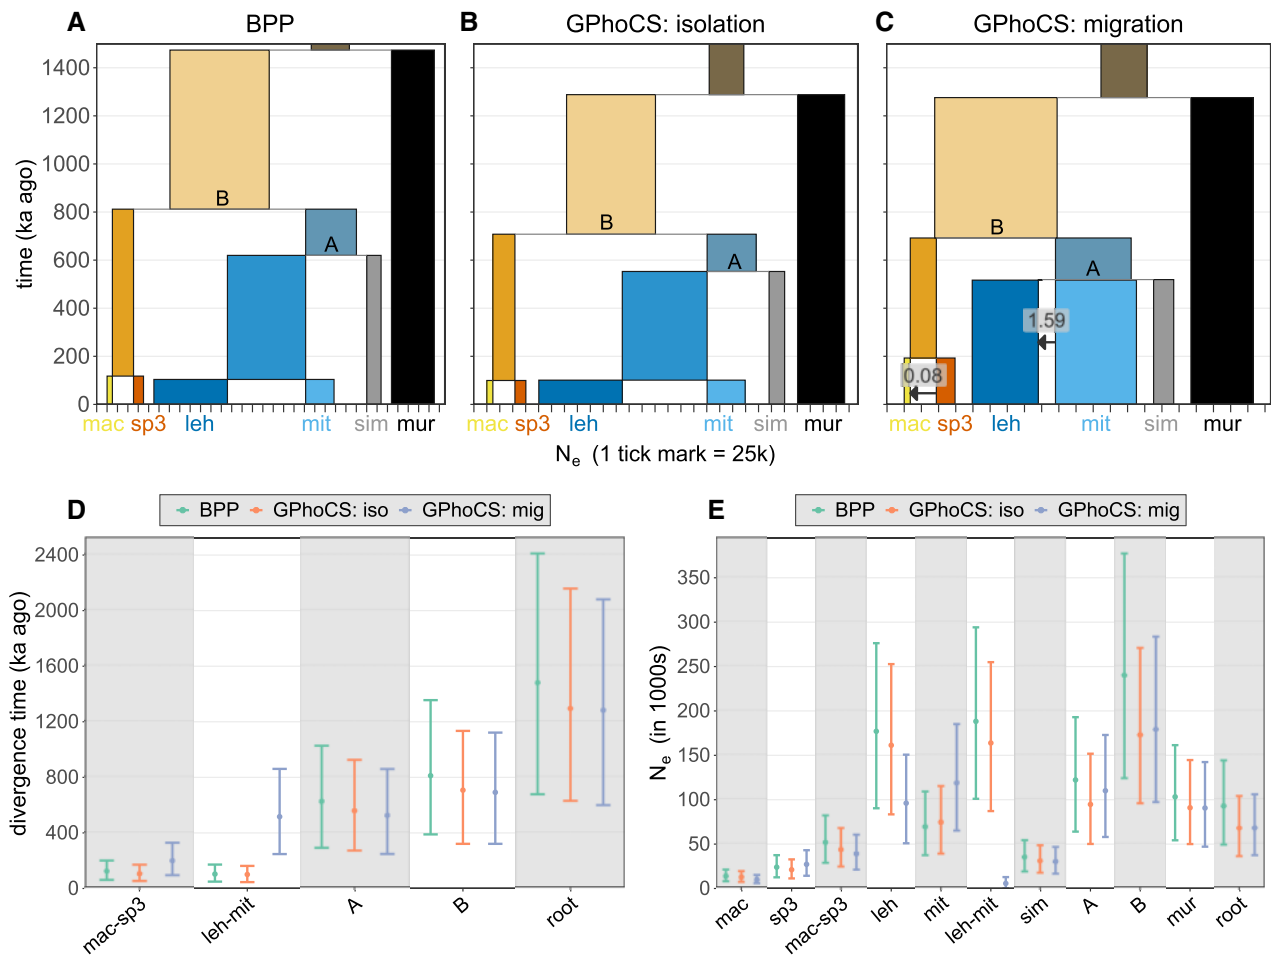 A BPP
B GPhoCS: isolation
C GPhoCS: migration
time (ka ago)
1400
1200
1000
800
600
400
200
0
B
A
mac sp3 leh mit sim mur
B
A
mac sp3 leh mit sim mur
B
A
1.59
0.08
mac sp3 leh mit sim mur
Ne (1 tick mark = 25k)
D
BPP GPhoCS: iso GPhoCS: mig
divergence time (ka ago)
2400
2000
1600
1200
800
400
0
mac-sp3
leh-mit
A
B
root
E
BPP GPhoCS: iso GPhoCS: mig
Ne (in 1000s)
350
300
250
200
150
100
50
0
mac
sp3
mac-sp3
leh
mit
leh-mit
sim
A
B
mur
root